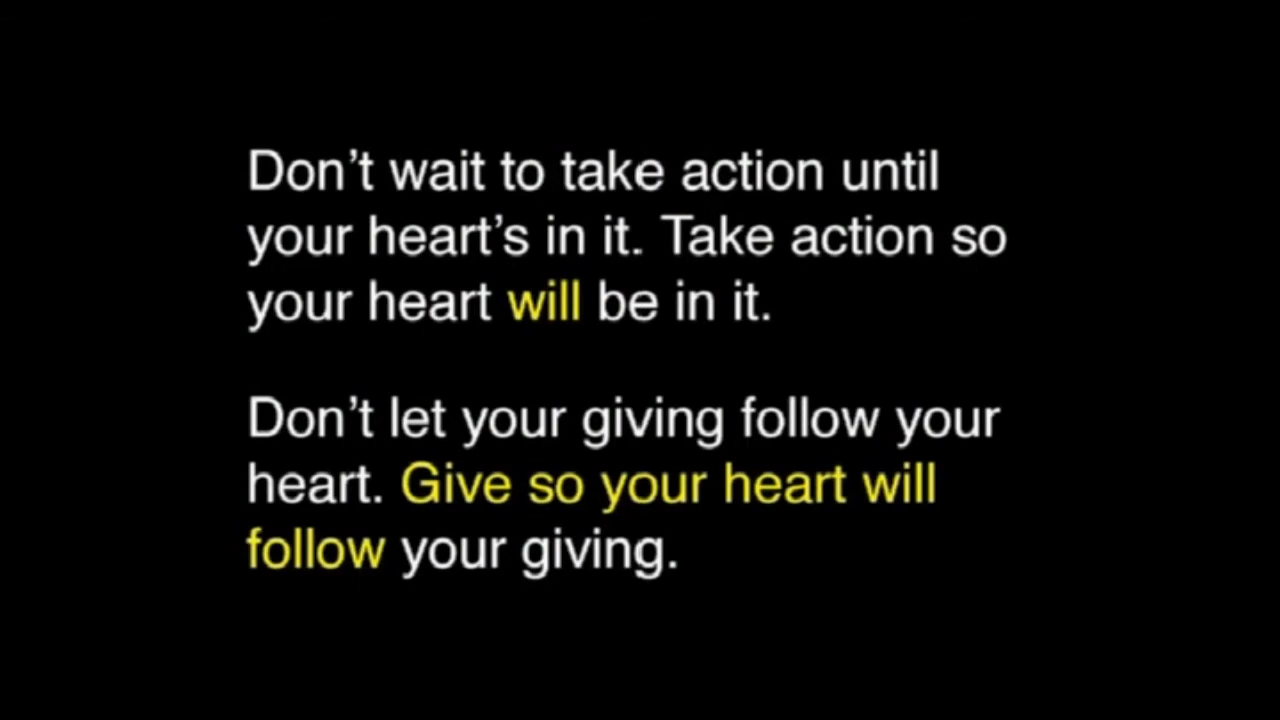 Don’t wait to take action until
your heart’s in it. Take action so
your heart will be in it.
Don’t let your giving follow your
heart. Give so your heart will
follow your giving.